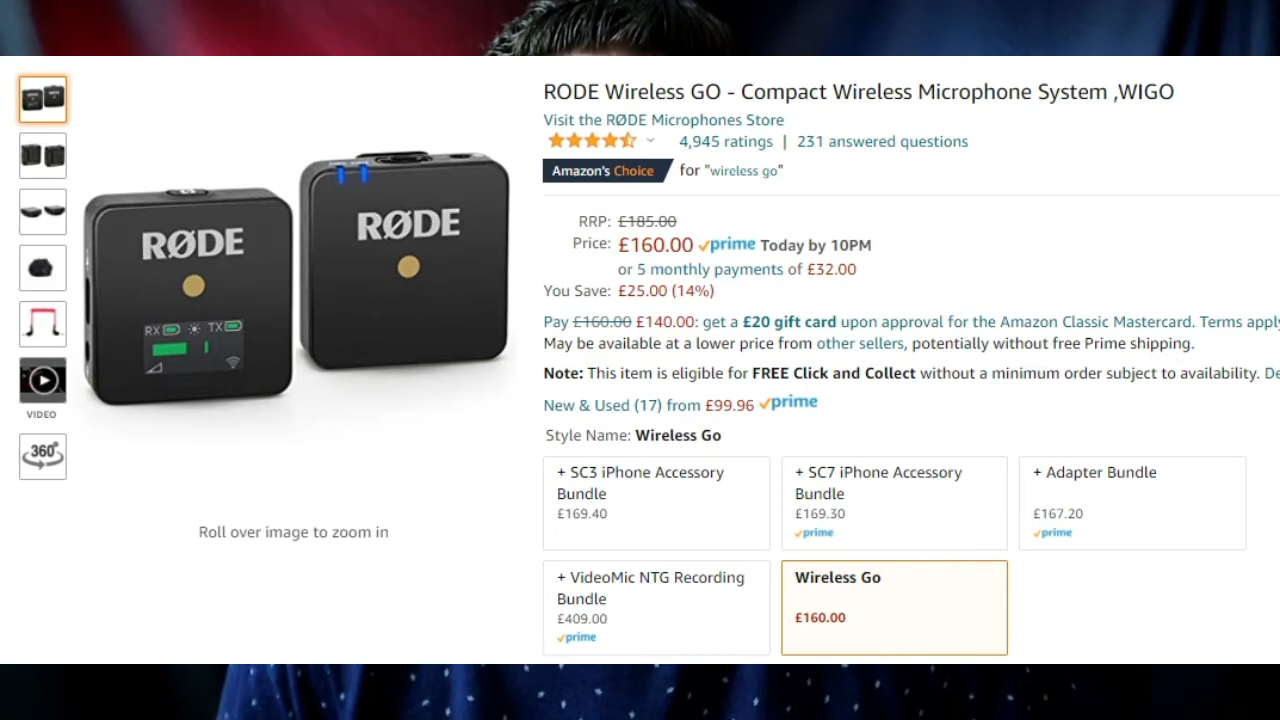 RODE Wireless GO - Compact Wireless Microphone System ,WIGO
Visit the RØDE Microphones Store
4,945 ratings | 231 answered questions
Amazon's Choice for "wireless go"
RRP: £185.00
Price: £160.00 prime Today by 10PM
or 5 monthly payments of £32.00
You Save: £25.00 (14%)
Pay £160.00 £140.00: get a £20 gift card upon approval for the Amazon Classic Mastercard. Terms apply
May be available at a lower price from other sellers, potentially without free Prime shipping.
Note: This item is eligible for FREE Click and Collect without a minimum order subject to availability. De
New & Used (17) from £99.96 prime
Style Name: Wireless Go
+ SC3 iPhone Accessory
Bundle
£169.40
+ SC7 iPhone Accessory
Bundle
£169.30
prime
+ Adapter Bundle
£167.20
prime
+ VideoMic NTG Recording
Bundle
£409.00
prime
Wireless Go
£160.00
RØDE
RX TX
RØDE
VIDEO
360°
Roll over image to zoom in